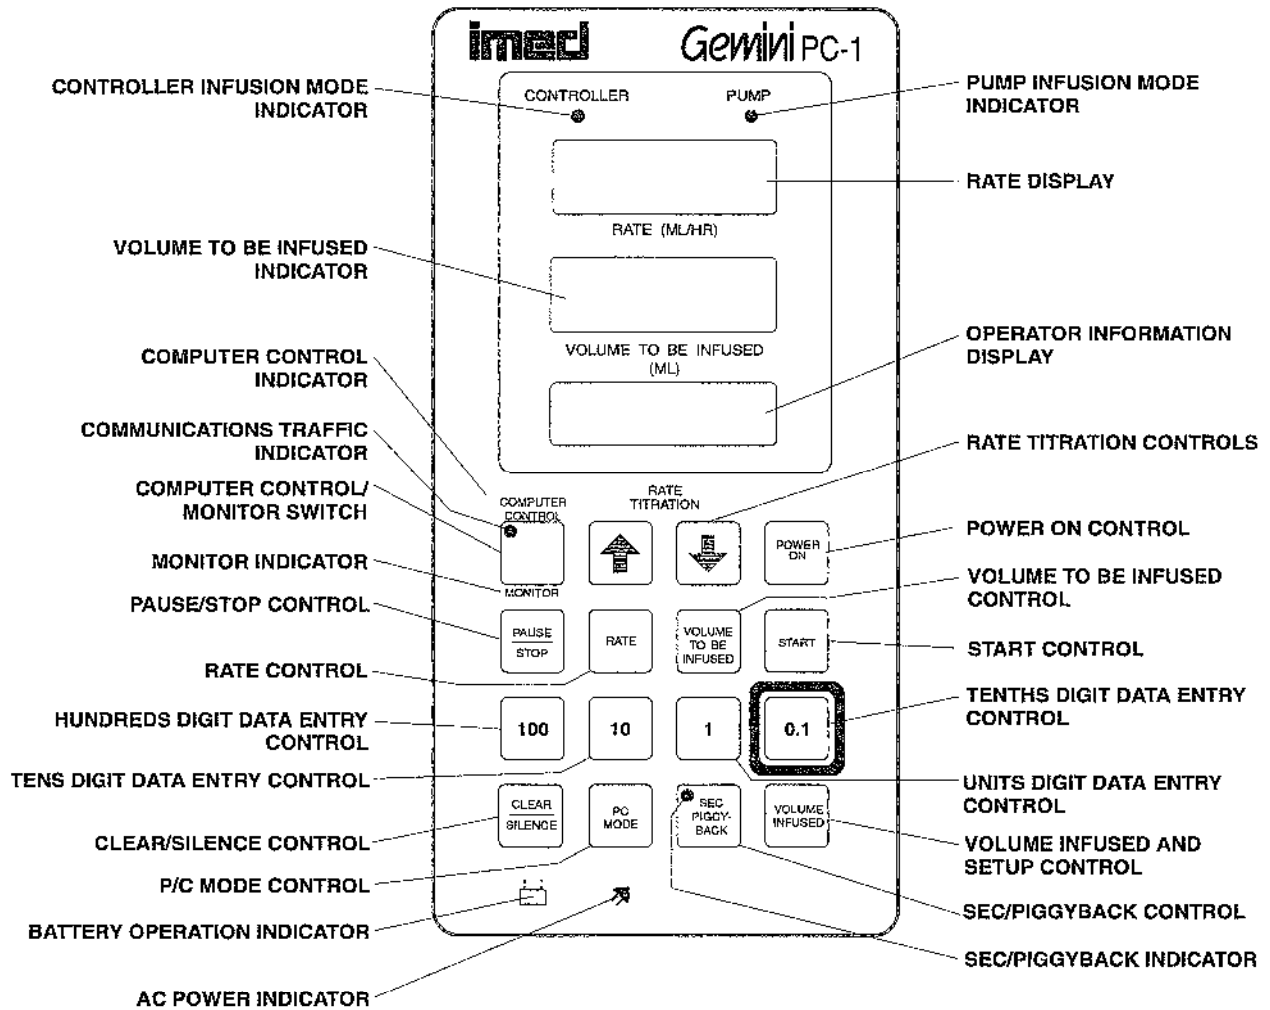 imed
Gemini PC-1
CONTROLLER INFUSION MODE
INDICATOR
CONTROLLER
PUMP
PUMP INFUSION MODE
INDICATOR
RATE DISPLAY
RATE (ML/HR)
VOLUME TO BE INFUSED
INDICATOR
VOLUME TO BE INFUSED
(ML)
OPERATOR INFORMATION
DISPLAY
COMPUTER CONTROL
INDICATOR
COMMUNICATIONS TRAFFIC
INDICATOR
RATE TITRATION CONTROLS
COMPUTER CONTROL/
MONITOR SWITCH
COMPUTER
CONTROL
RATE
TITRATION
POWER
ON
POWER ON CONTROL
MONITOR INDICATOR
MONITOR
VOLUME TO BE INFUSED
CONTROL
PAUSE/STOP CONTROL
PAUSE
STOP
RATE
VOLUME
TO BE
INFUSED
START
START CONTROL
RATE CONTROL
HUNDREDS DIGIT DATA ENTRY
CONTROL
100
10
1
0.1
TENTHS DIGIT DATA ENTRY
CONTROL
TENS DIGIT DATA ENTRY CONTROL
UNITS DIGIT DATA ENTRY
CONTROL
CLEAR
SILENCE
PC
MODE
SEC
PIGGY-
BACK
VOLUME
INFUSED
CLEAR/SILENCE CONTROL
VOLUME INFUSED AND
SETUP CONTROL
P/C MODE CONTROL
SEC/PIGGYBACK CONTROL
BATTERY OPERATION INDICATOR
SEC/PIGGYBACK INDICATOR
AC POWER INDICATOR